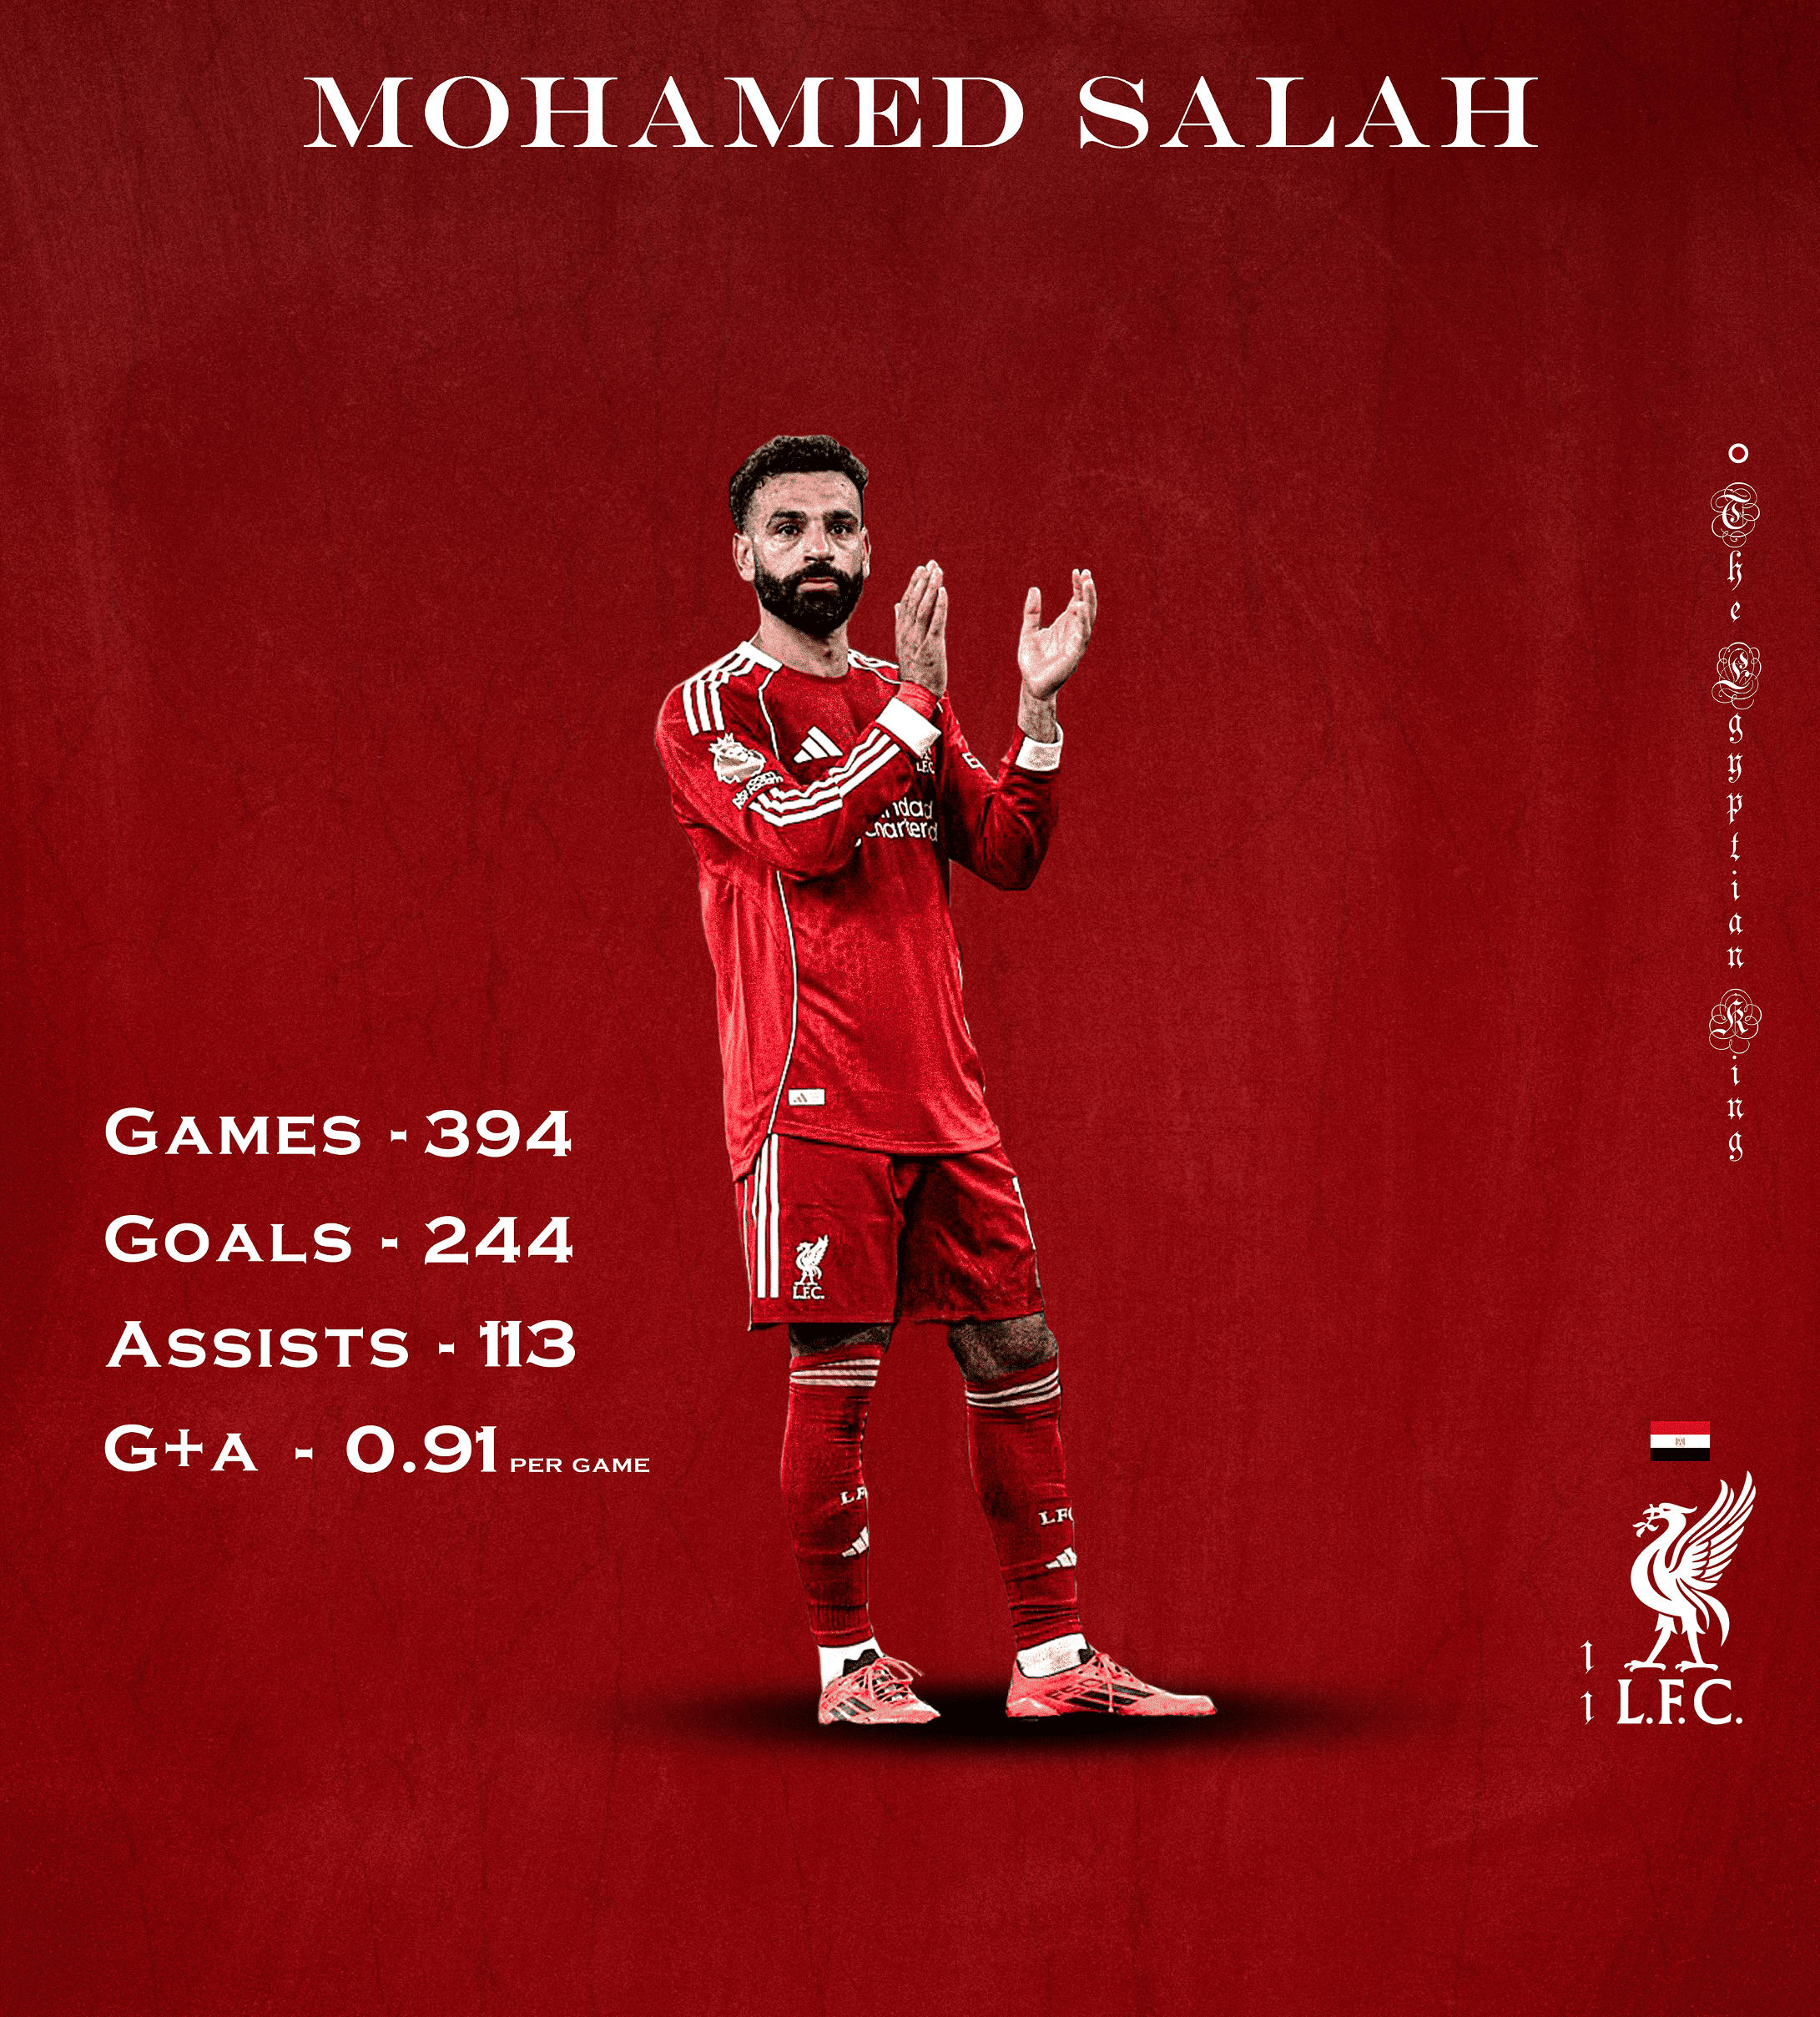 MOHAMED SALAH
The Egyptian King
GAMES - 394
GOALS - 244
ASSISTS - 113
G+A - 0.91 PER GAME
L.F.C.
11
L.F.C.